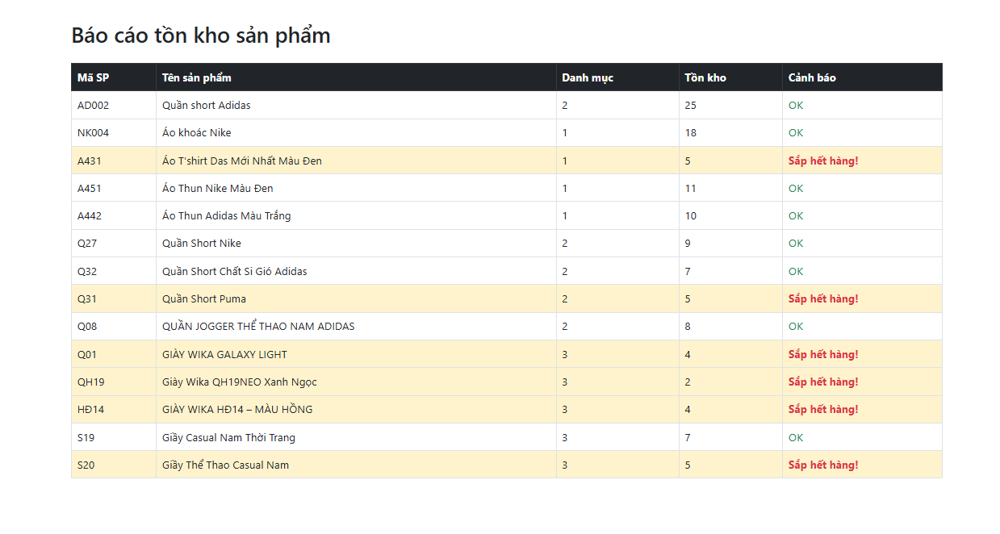 Báo cáo tồn kho sản phẩm
Mã SP Tên sản phẩm Danh mục Tồn kho Cảnh báo
AD002 Quần short Adidas 2 25 OK
NK004 Áo khoác Nike 1 18 OK
A431 Áo T'shirt Das Mới Nhất Màu Đen 1 5 Sắp hết hàng!
A451 Áo Thun Nike Màu Đen 1 11 OK
A442 Áo Thun Adidas Màu Trắng 1 10 OK
Q27 Quần Short Nike 2 9 OK
Q32 Quần Short Chất Si Gió Adidas 2 7 OK
Q31 Quần Short Puma 2 5 Sắp hết hàng!
Q08 QUẦN JOGGER THỂ THAO NAM ADIDAS 2 8 OK
Q01 GIÀY WIKA GALAXY LIGHT 3 4 Sắp hết hàng!
QH19 Giày Wika QH19NEO Xanh Ngọc 3 2 Sắp hết hàng!
HĐ14 GIÀY WIKA HĐ14 – MÀU HỒNG 3 4 Sắp hết hàng!
S19 Giầy Casual Nam Thời Trang 3 7 OK
S20 Giầy Thể Thao Casual Nam 3 5 Sắp hết hàng!